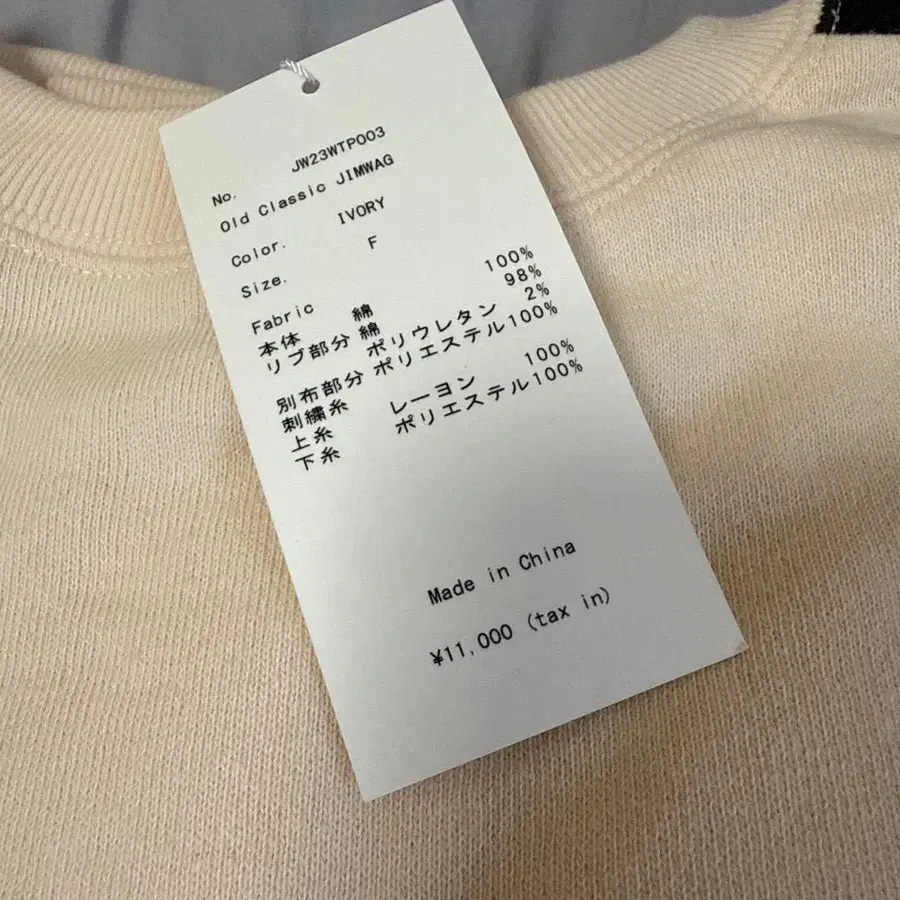 No. JW23WTP003
Old Classic JIMWAG
Color. IVORY
Size. F
Fabric
本体 綿 100%
リブ部分 綿 98%
ポリウレタン 2%
別布部分 ポリエステル100%
刺繍糸
上糸 レーヨン 100%
下糸 ポリエステル100%
Made in China
¥11,000 (tax in)